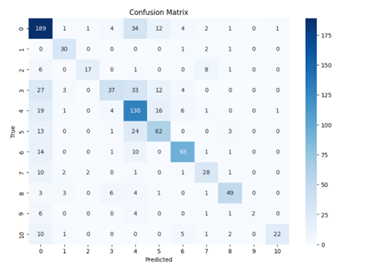 Confusion Matrix
0 189 1 1 4 34 12 4 2 1 0 1
1 0 30 0 0 0 0 1 2 1 0 0
2 6 0 17 0 0 0 0 8 1 0 0
3 27 3 0 37 33 12 4 1 1 0 0
4 19 1 0 4 130 16 6 1 0 0 1
5 13 0 1 1 24 62 0 0 3 0 0
6 14 0 0 1 10 0 93 0 0 0 0
7 10 2 2 0 1 0 1 28 1 0 0
8 3 3 0 6 4 1 0 1 49 0 0
9 6 0 0 0 4 0 0 1 1 2 0
10 10 1 0 0 0 0 5 1 2 0 22
0 1 2 3 4 5 6 7 8 9 10
Predicted
True
175
150
125
100
75
50
25
0